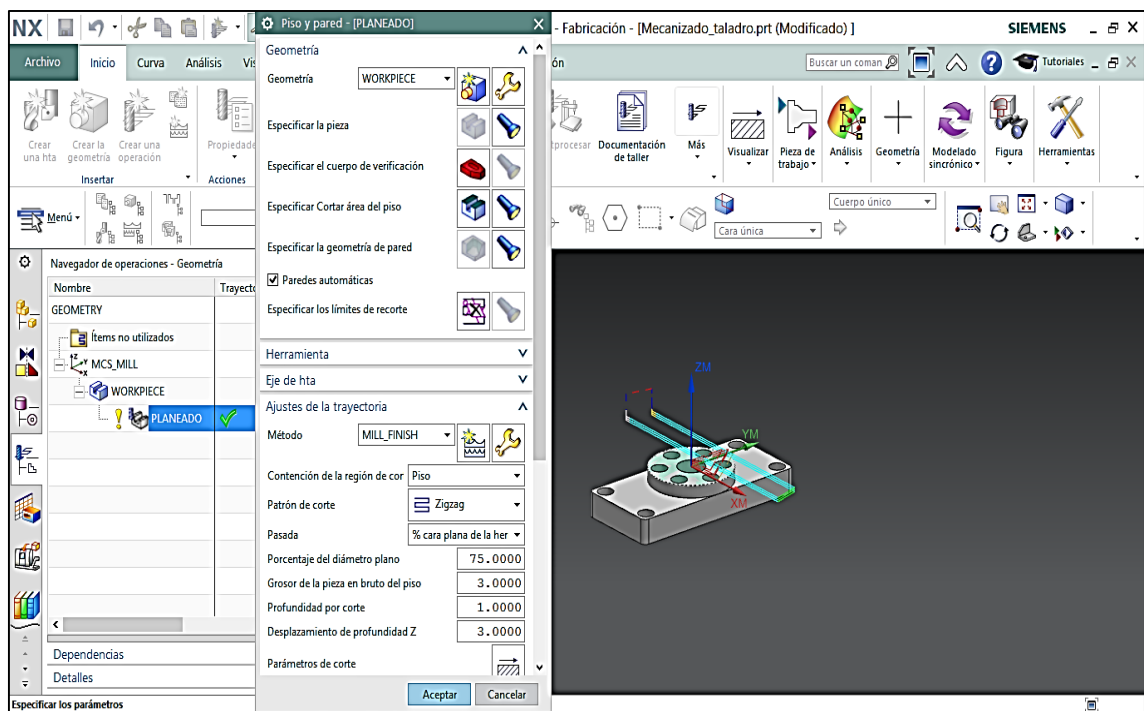 NX
Piso y pared - [PLANEADO]
- Fabricación - [Mecanizado_taladro.prt (Modificado) ]
SIEMENS
Archivo
Inicio
Curva
Análisis
ón
Buscar un coman
Tutoriales
Crear
una hta
Crear la
geometría
Crear una
operación
Propiedade
Insertar
Acciones
Documentación
de taller
Más
Visualizar
Pieza de
trabajo
Análisis
Geometría
Modelado
sincrónico
Figura
Herramientas
Menú
Cuerpo único
Cara única
Navegador de operaciones - Geometría
Nombre
Trayecto
GEOMETRY
Ítems no utilizados
MCS_MILL
WORKPIECE
PLANEADO
Dependencias
Detalles
Especificar los parámetros
Geometría
Geometría
WORKPIECE
Especificar la pieza
Especificar el cuerpo de verificación
Especificar Cortar área del piso
Especificar la geometría de pared
Paredes automáticas
Especificar los límites de recorte
Herramienta
Eje de hta
Ajustes de la trayectoria
Método
MILL_FINISH
Contención de la región de cor
Piso
Patrón de corte
Zigzag
Pasada
% cara plana de la her
Porcentaje del diámetro plano
75.0000
Grosor de la pieza en bruto del piso
3.0000
Profundidad por corte
1.0000
Desplazamiento de profundidad Z
3.0000
Parámetros de corte
Aceptar
Cancelar
ZM
YM
XM